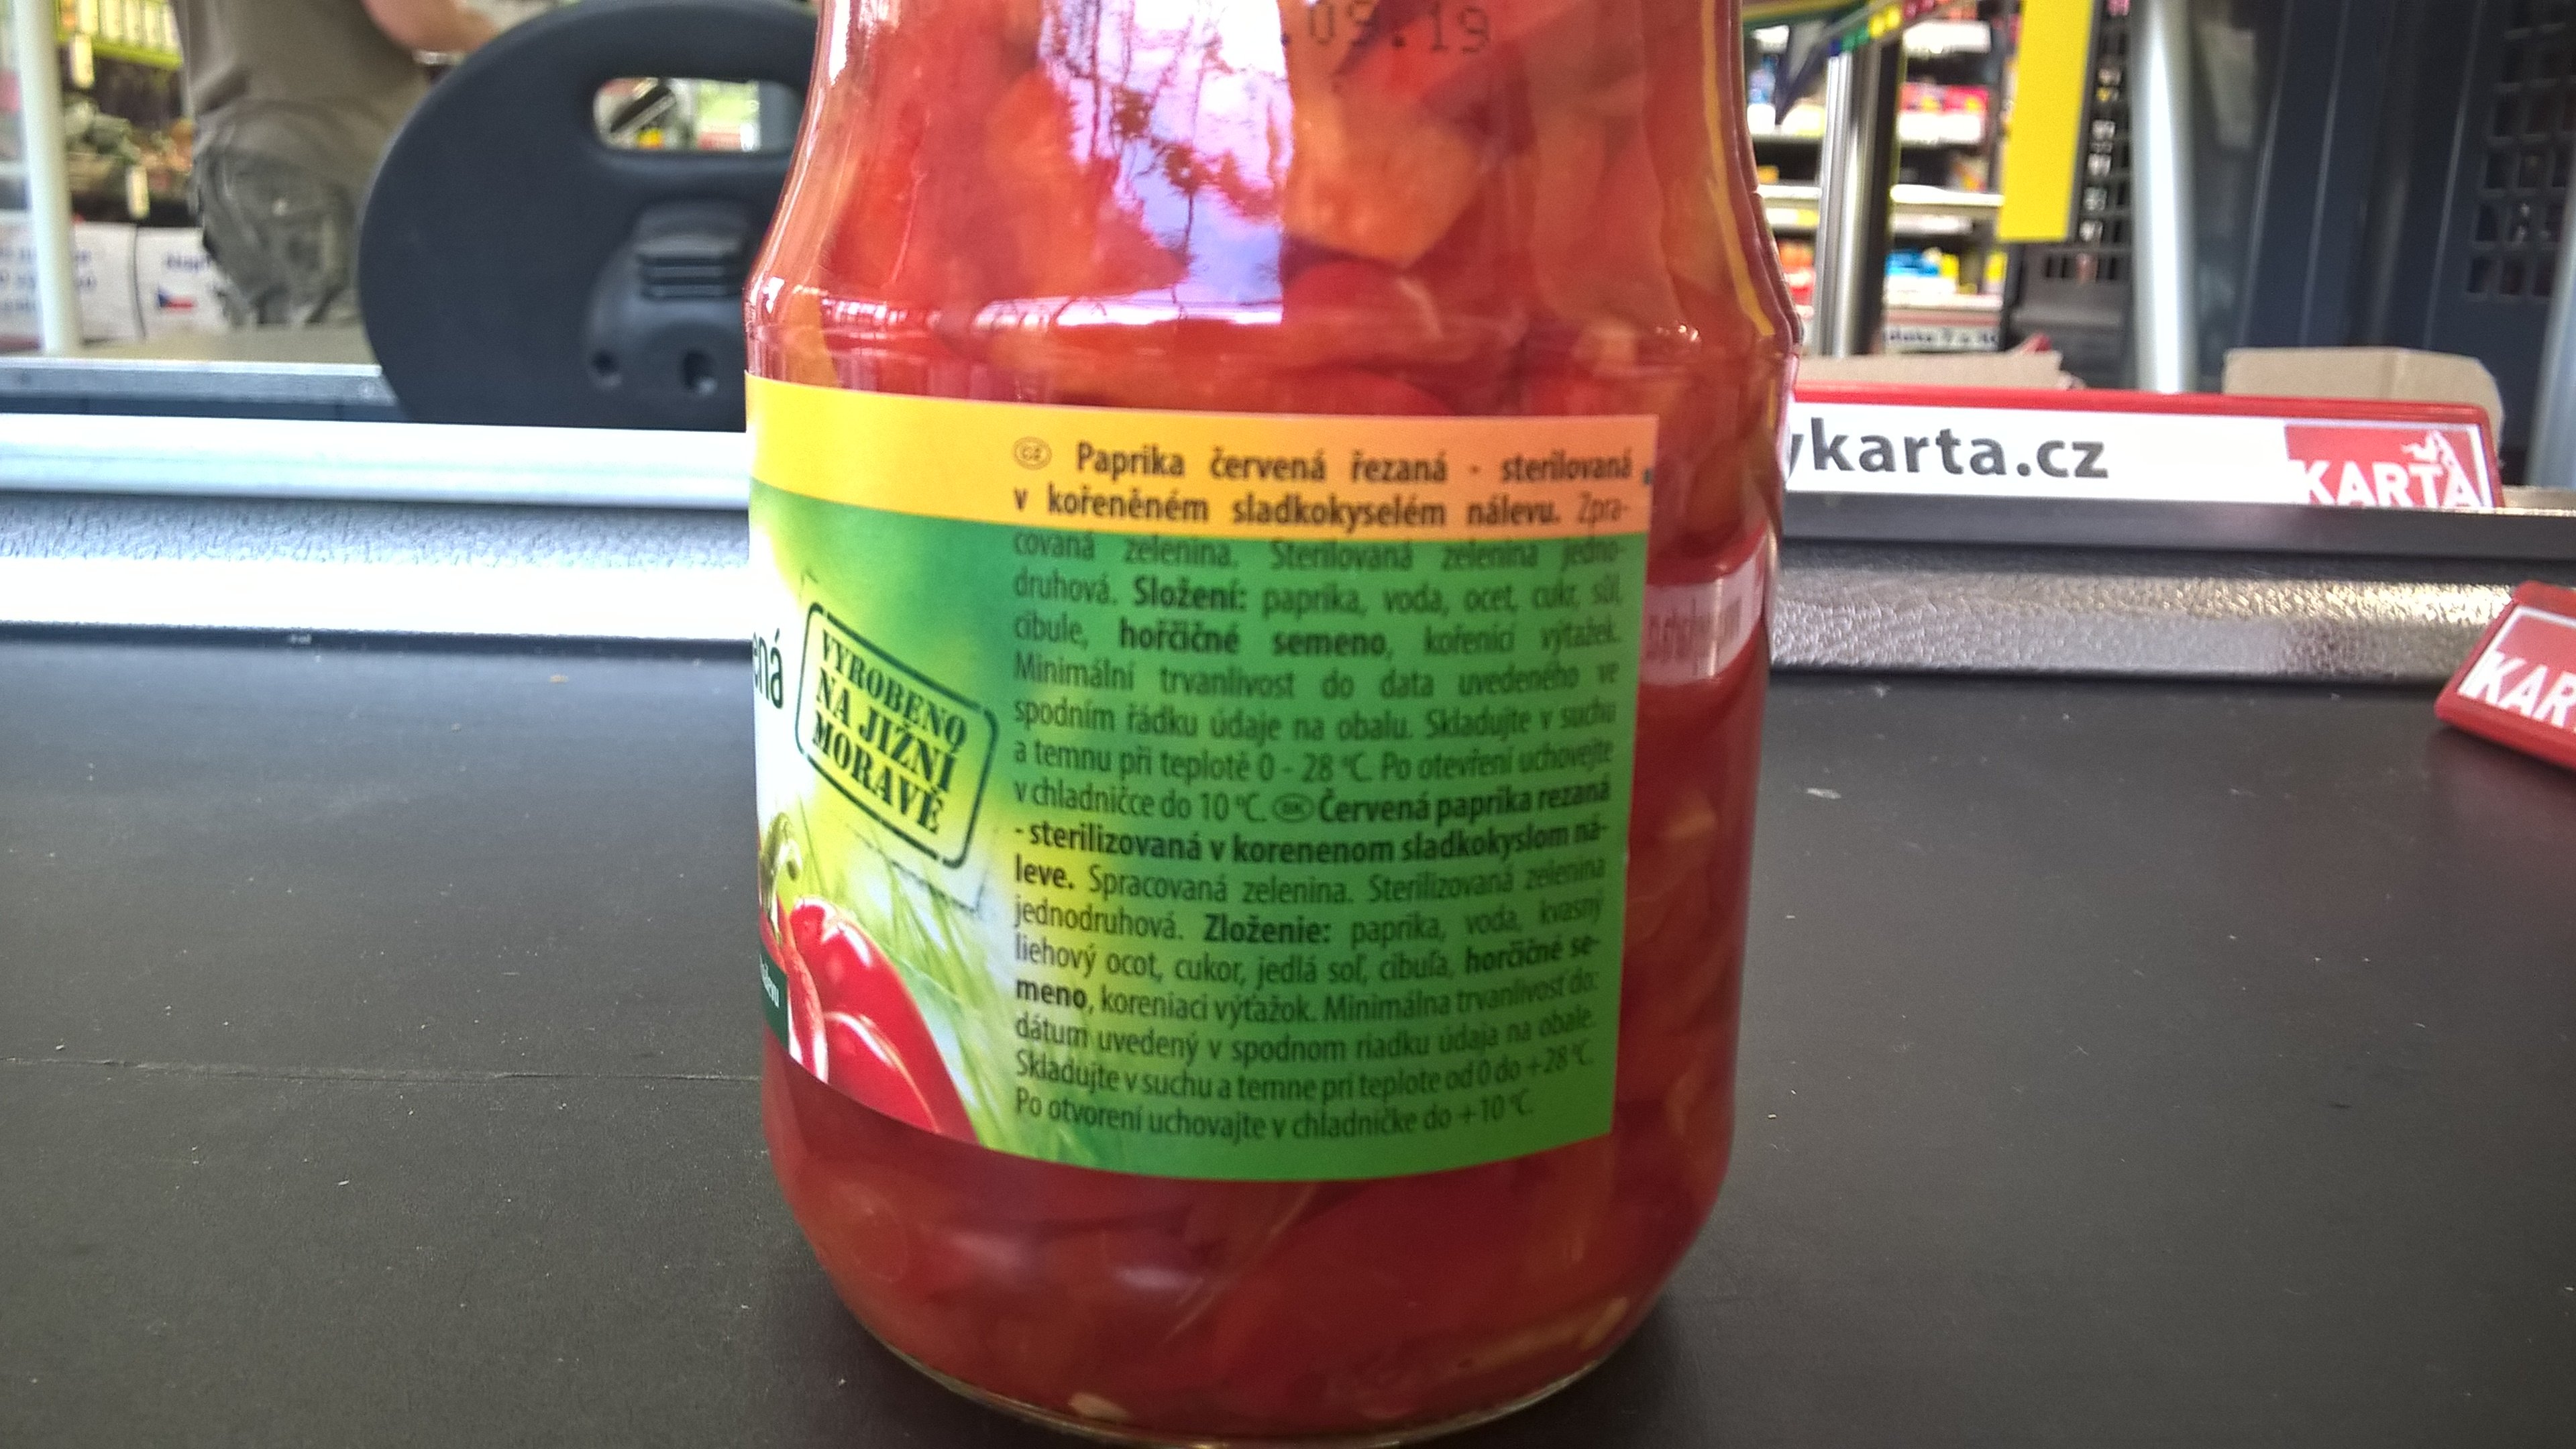 .09.19
CZ Paprika červená řezaná - sterilovaná
v kořeněném sladkokyselém nálevu. Zpra-
covaná zelenina. Sterilovaná zelenina jedno-
druhová. Složení: paprika, voda, ocet, cukr, sůl,
cibule, hořčičné semeno, kořenící výtažek.
Minimální trvanlivost do data uvedeného ve
spodním řádku údaje na obalu. Skladujte v suchu
a temnu při teplotě 0 - 28 °C. Po otevření uchovejte
v chladničce do 10 °C. SK Červená paprika rezaná
- sterilizovaná v korenenom sladkokyslom ná-
leve. Spracovaná zelenina. Sterilizovaná zelenina
jednodruhová. Zloženie: paprika, voda, kvasný
liehový ocot, cukor, jedlá soľ, cibuľa, horčičné se-
meno, koreniaci výťažok. Minimálna trvanlivosť do:
dátum uvedený v spodnom riadku údaja na obale.
Skladujte v suchu a temne pri teplote od 0 do +28 °C.
Po otvorení uchovajte v chladničke do +10 °C.
ená
VYROBENO
NA JIŽNÍ
MORAVĚ
nálevu
ykarta.cz
KARTA
KAR